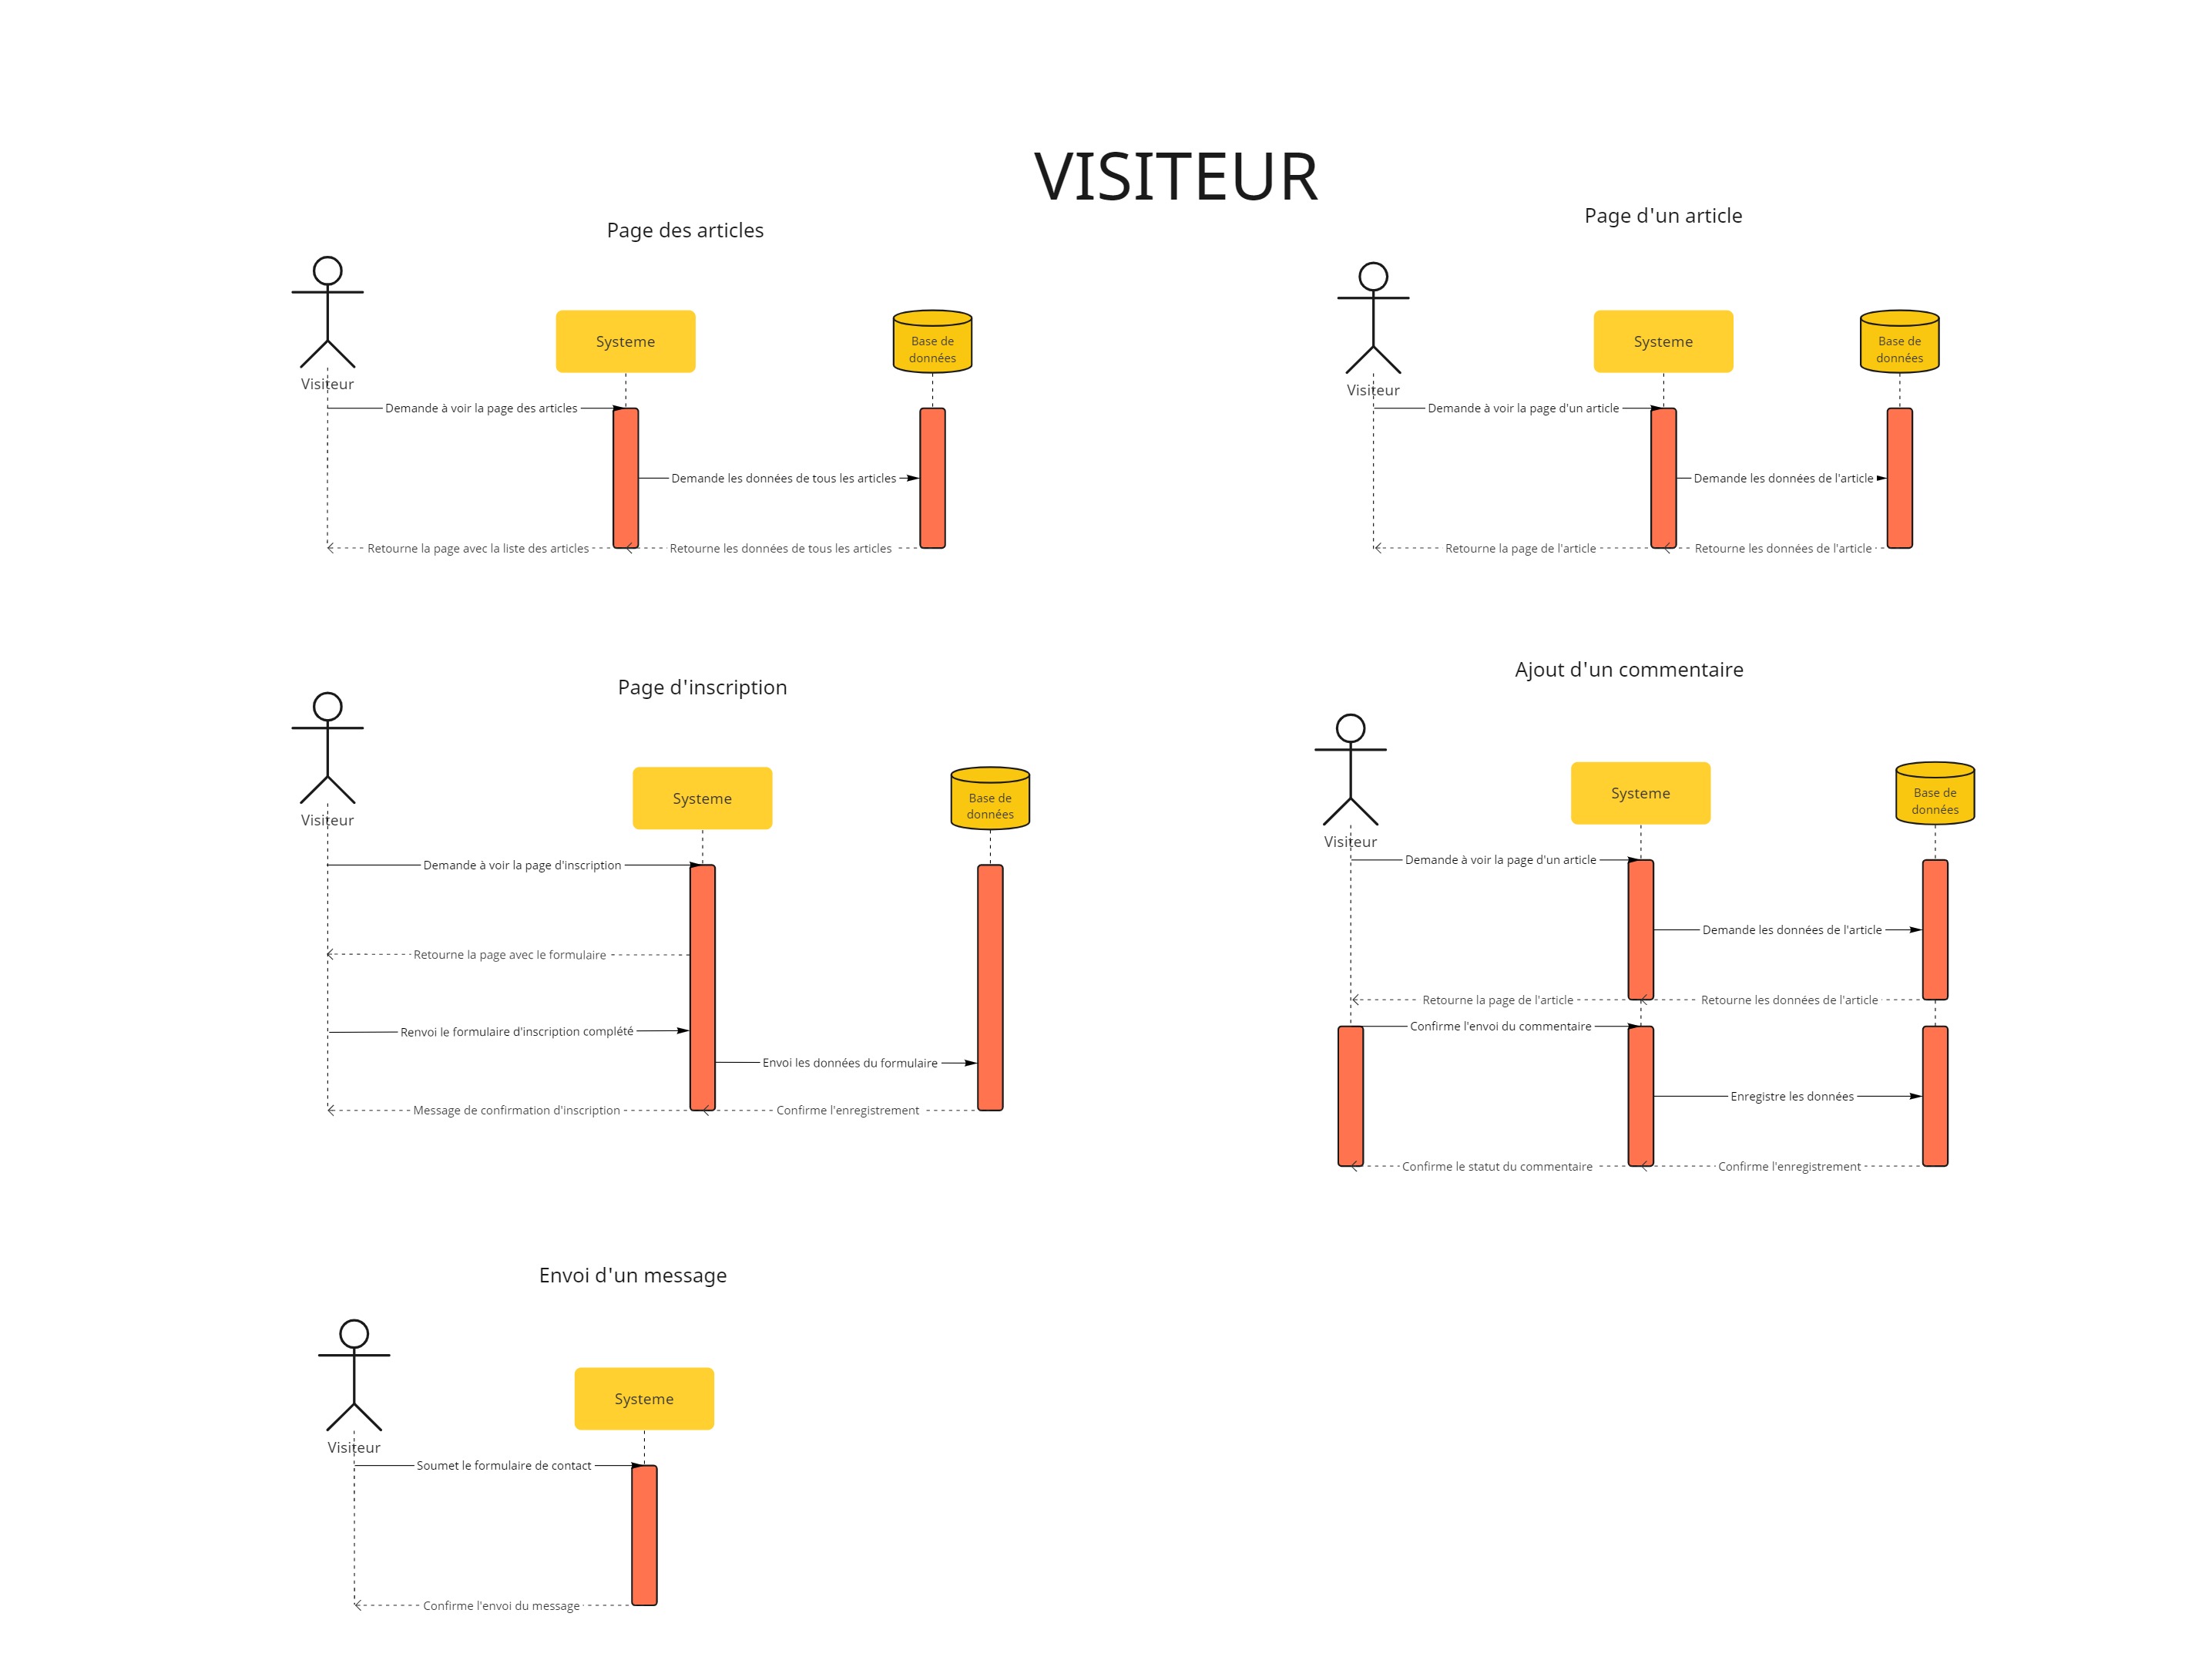 VISITEUR
Page des articles
Systeme
Base de
données
Visiteur
Demande à voir la page des articles
Demande les données de tous les articles
Retourne la page avec la liste des articles
Retourne les données de tous les articles
Page d'un article
Systeme
Base de
données
Visiteur
Demande à voir la page d'un article
Demande les données de l'article
Retourne la page de l'article
Retourne les données de l'article
Page d'inscription
Systeme
Base de
données
Visiteur
Demande à voir la page d'inscription
Retourne la page avec le formulaire
Renvoi le formulaire d'inscription complété
Envoi les données du formulaire
Message de confirmation d'inscription
Confirme l'enregistrement
Ajout d'un commentaire
Systeme
Base de
données
Visiteur
Demande à voir la page d'un article
Demande les données de l'article
Retourne la page de l'article
Retourne les données de l'article
Confirme l'envoi du commentaire
Enregistre les données
Confirme le statut du commentaire
Confirme l'enregistrement
Envoi d'un message
Systeme
Visiteur
Soumet le formulaire de contact
Confirme l'envoi du message